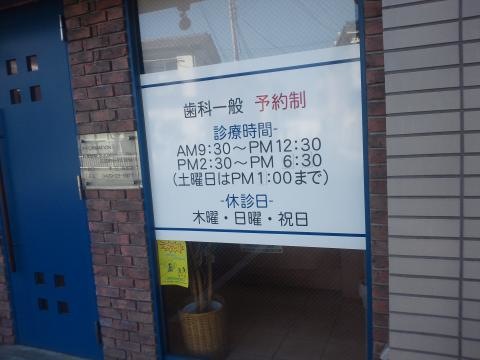 歯科一般 予約制
診療時間-
AM9:30～PM12:30
PM2:30～PM 6:30
(土曜日はPM1:00まで)
-休診日-
木曜・日曜・祝日